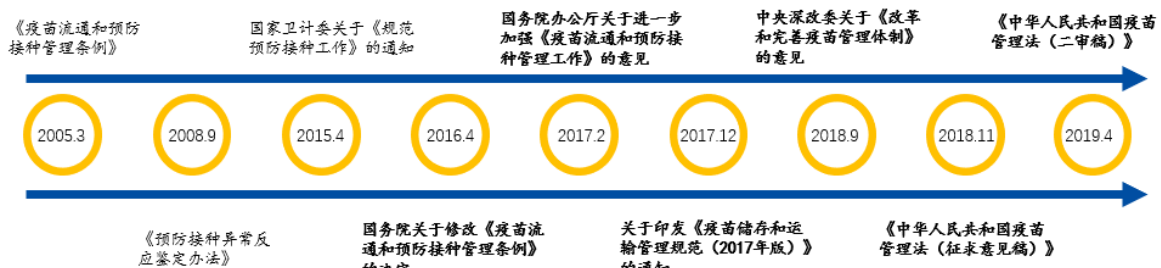 《疫苗流通和预防
接种管理条例》
国家卫计委关于《规范
预防接种工作》的通知
国务院办公厅关于进一步
加强《疫苗流通和预防接
种管理工作》的意见
中央深改委关于《改革
和完善疫苗管理体制》
的意见
《中华人民共和国疫苗
管理法（二审稿）》
2005.3
2008.9
2015.4
2016.4
2017.2
2017.12
2018.9
2018.11
2019.4
《预防接种异常反
应鉴定办法》
国务院关于修改《疫苗流
通和预防接种管理条例》
的决定
关于印发《疫苗储存和运
输管理规范（2017年版）》
的通知
《中华人民共和国疫苗
管理法（征求意见稿）》